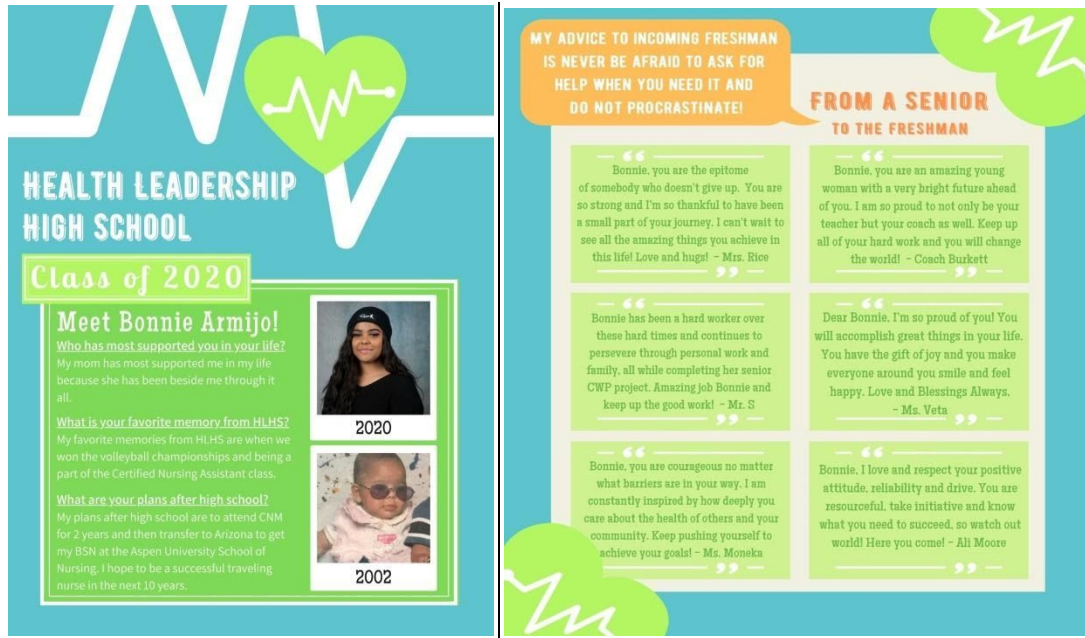 HEALTH LEADERSHIP
HIGH SCHOOL
Class of 2020
Meet Bonnie Armijo!
Who has most supported you in your life?
My mom has most supported me in my life
because she has been beside me through it
all.
What is your favorite memory from HLHS?
My favorite memories from HLHS are when we
won the volleyball championships and being a
part of the Certified Nursing Assistant class.
What are your plans after high school?
My plans after high school are to attend CNM
for 2 years and then transfer to Arizona to get
my BSN at the Aspen University School of
Nursing. I hope to be a successful traveling
nurse in the next 10 years.
2020
2002
MY ADVICE TO INCOMING FRESHMAN
IS NEVER BE AFRAID TO ASK FOR
HELP WHEN YOU NEED IT AND
DO NOT PROCRASTINATE!
FROM A SENIOR
TO THE FRESHMAN
Bonnie, you are the epitome
of somebody who doesn't give up. You are
so strong and I'm so thankful to have been
a small part of your journey. I can't wait to
see all the amazing things you achieve in
this life! Love and hugs! - Mrs. Rice
Bonnie, you are an amazing young
woman with a very bright future ahead
of you. I am so proud to not only be your
teacher but your coach as well. Keep up
all of your hard work and you will change
the world! - Coach Burkett
Bonnie has been a hard worker over
these hard times and continues to
persevere through personal work and
family, all while completing her senior
CWP project. Amazing job Bonnie and
keep up the good work! - Mr. S
Dear Bonnie, I'm so proud of you! You
will accomplish great things in your life.
You have the gift of joy and you make
everyone around you smile and feel
happy. Love and Blessings Always.
- Ms. Veta
Bonnie, you are courageous no matter
what barriers are in your way. I am
constantly inspired by how deeply you
care about the health of others and your
community. Keep pushing yourself to
achieve your goals! - Ms. Moneka
Bonnie, I love and respect your positive
attitude, reliability and drive. You are
resourceful, take initiative and know
what you need to succeed, so watch out
world! Here you come! - Ali Moore